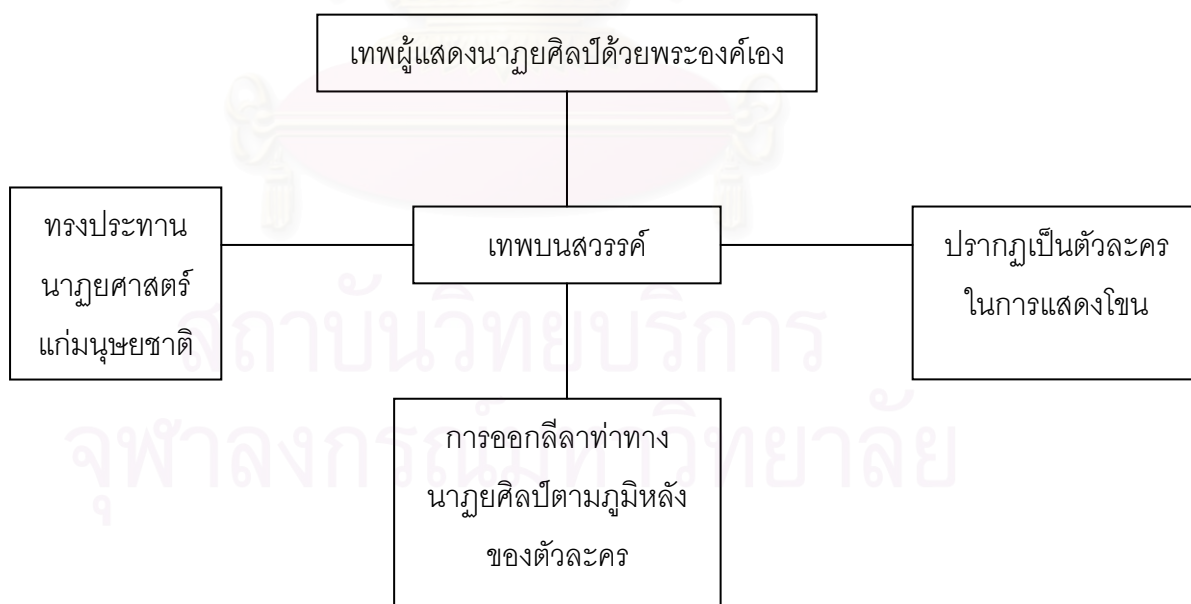 เทพผู้แสดงนาฏยศิลป์ด้วยพระองค์เอง
ทรงประทาน
นาฏยศาสตร์
แก่มนุษยชาติ
เทพบนสวรรค์
ปรากฏเป็นตัวละคร
ในการแสดงโขน
สถาบันวิทยบริการ
จุฬาลงกรณ์มหาวิทยาลัย
การออกลีลาท่าทาง
นาฏยศิลป์ตามภูมิหลัง
ของตัวละคร